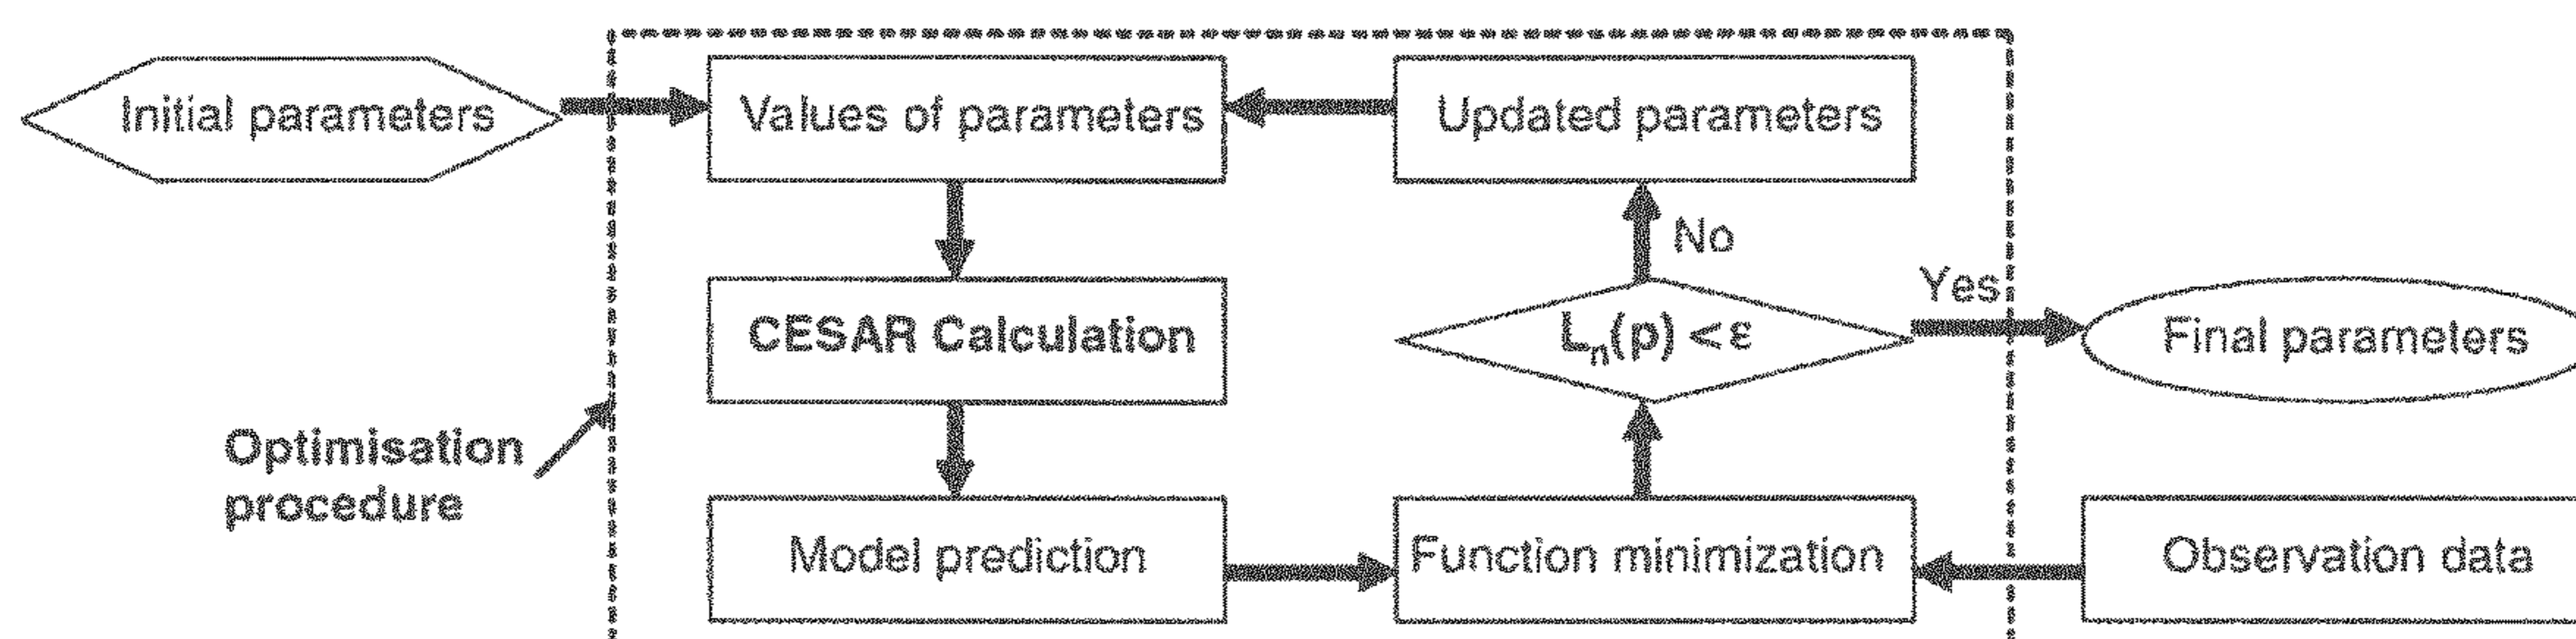 Initial parameters
Values of parameters
Updated parameters
No
Yes
CESAR Calculation
Lₙ(p) < ε
Final parameters
Optimisation
procedure
Model prediction
Function minimization
Observation data